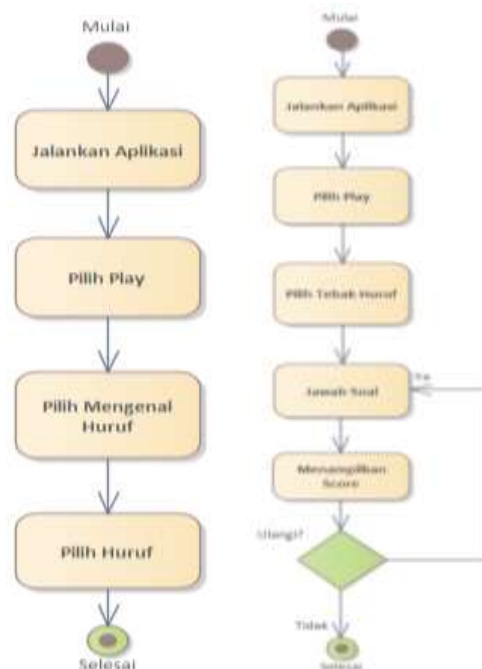 Mulai
Jalankan Aplikasi
Pilih Play
Pilih Mengenal
Huruf
Pilih Huruf
Selesai
Mulai
Jalankan Aplikasi
Pilih Play
Pilih Tebak Huruf
Jawab Soal
Ya
Menampilkan
Score
Ulangi?
Tidak
Selesai